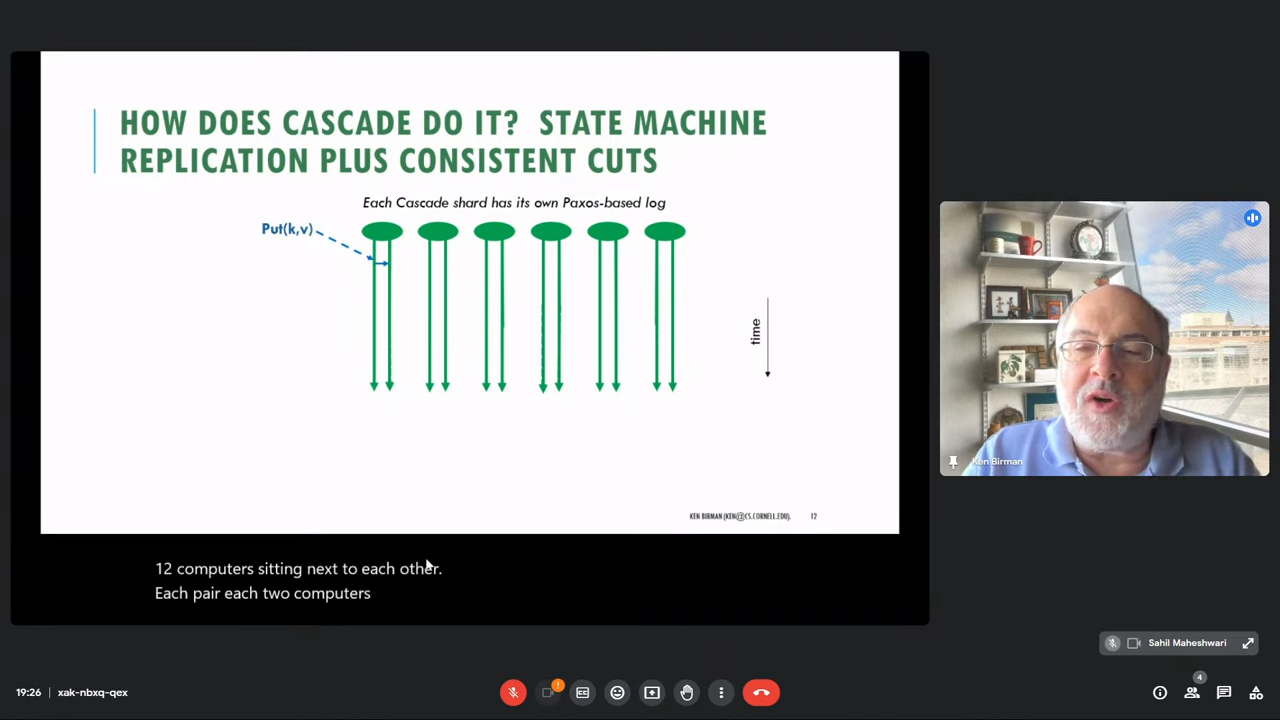 HOW DOES CASCADE DO IT? STATE MACHINE
REPLICATION PLUS CONSISTENT CUTS
Each Cascade shard has its own Paxos-based log
Put(k,v)
time
KEN BIRMAN (KEN@CS.CORNELL.EDU). 12
12 computers sitting next to each other.
Each pair each two computers
Ken Birman
Sahil Maheshwari
19:26 | xak-nbxq-qex
!
4